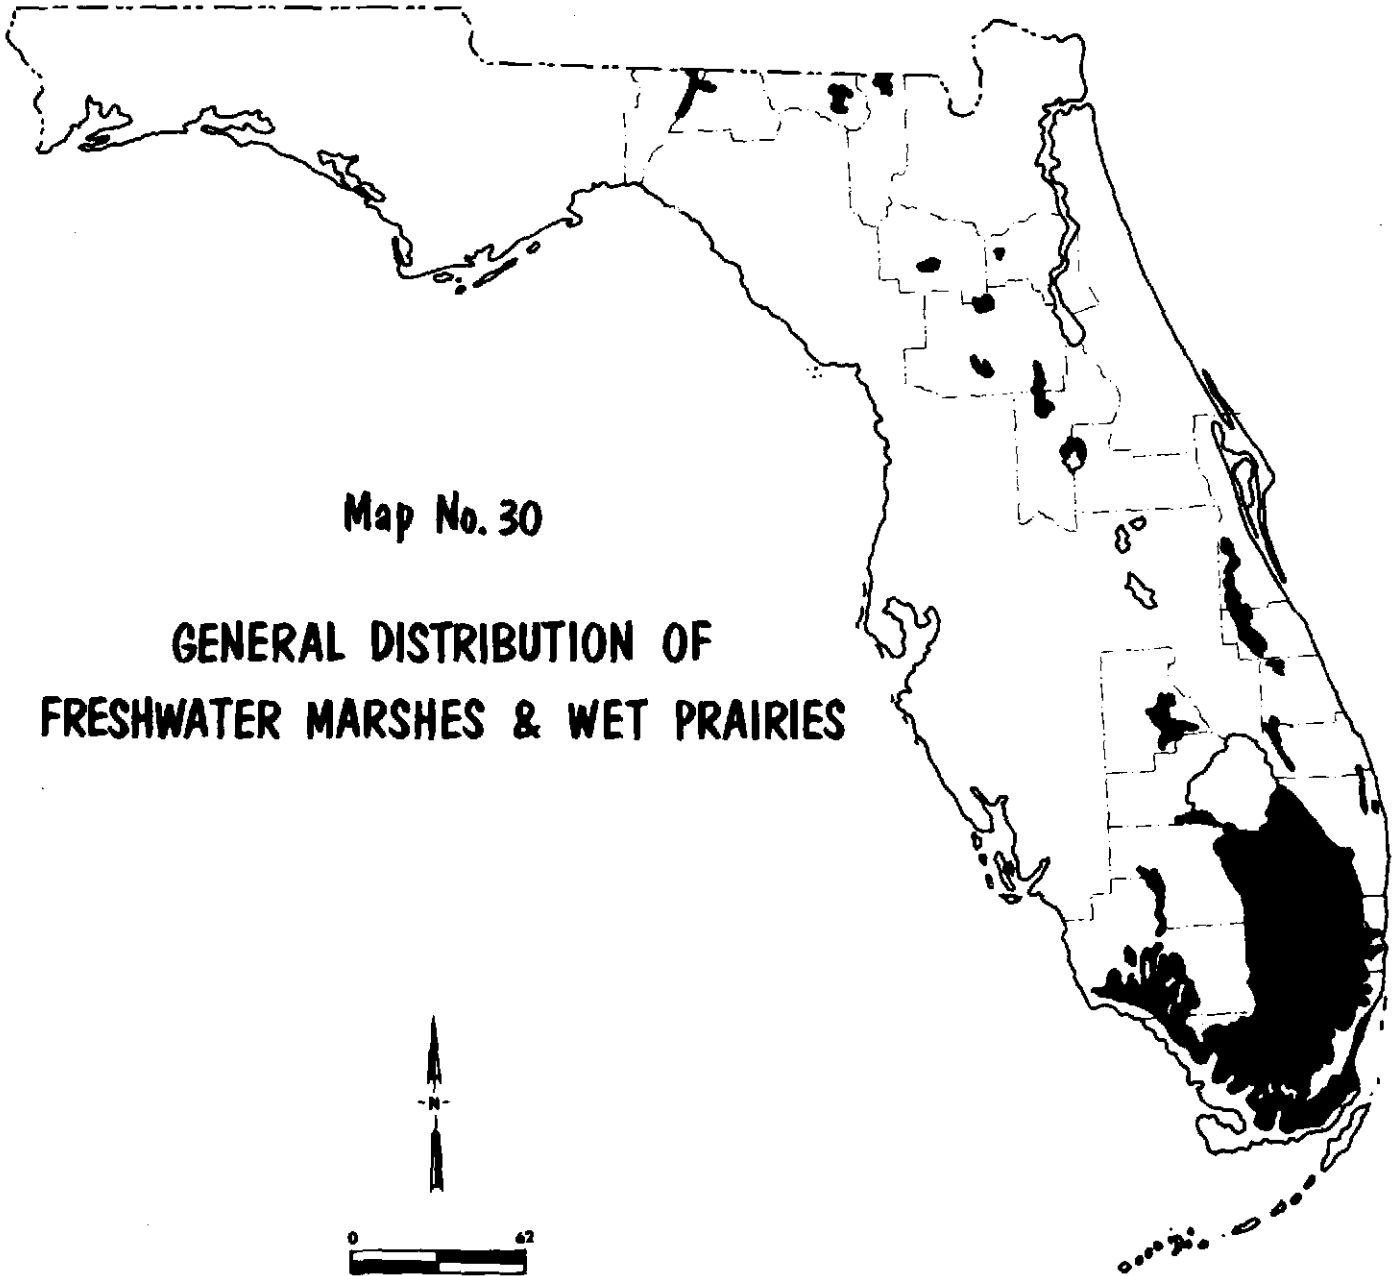 Map No. 30
GENERAL DISTRIBUTION OF
FRESHWATER MARSHES & WET PRAIRIES
N
0 62